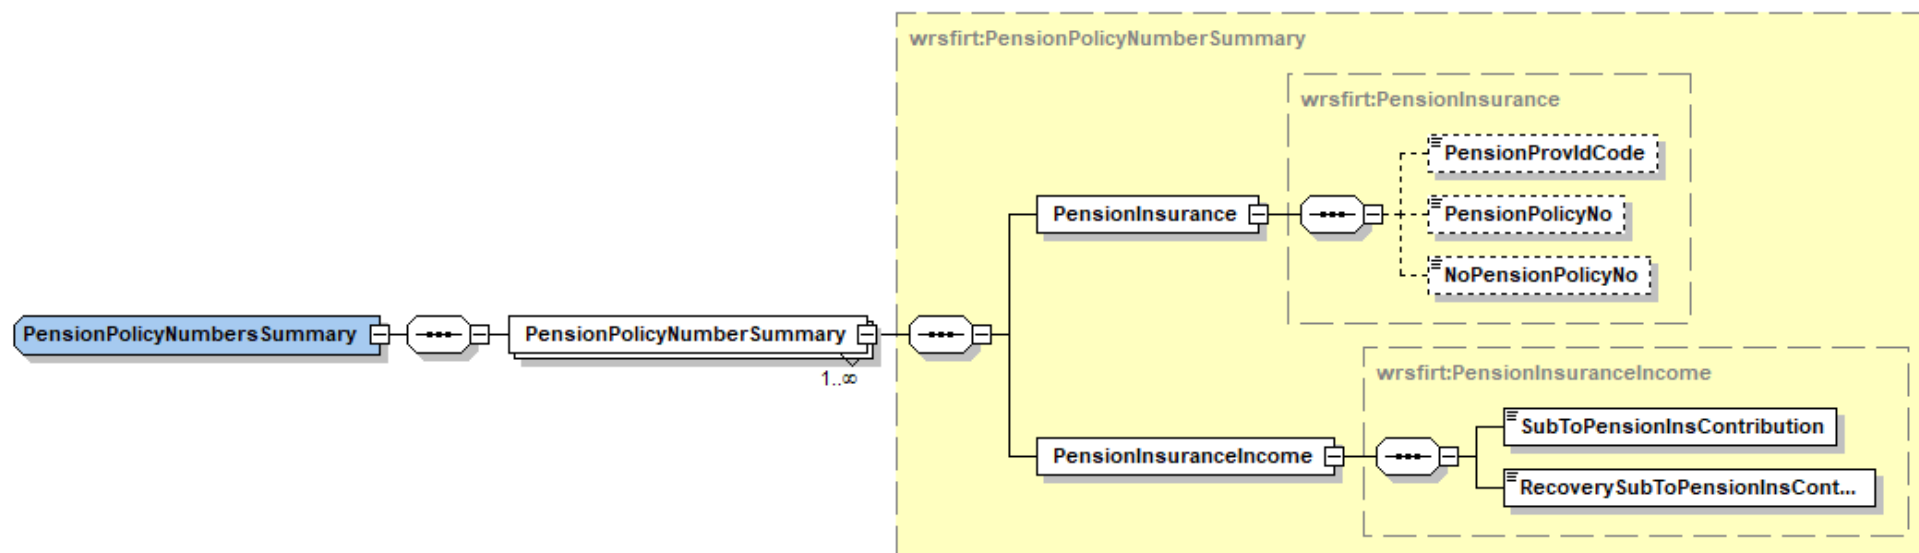 wrsfirt:PensionPolicyNumberSummary
wrsfirt:PensionInsurance
PensionProvIdCode
PensionInsurance
PensionPolicyNo
NoPensionPolicyNo
PensionPolicyNumbersSummary
PensionPolicyNumberSummary
1..∞
wrsfirt:PensionInsuranceIncome
SubToPensionInsContribution
PensionInsuranceIncome
RecoverySubToPensionInsCont...